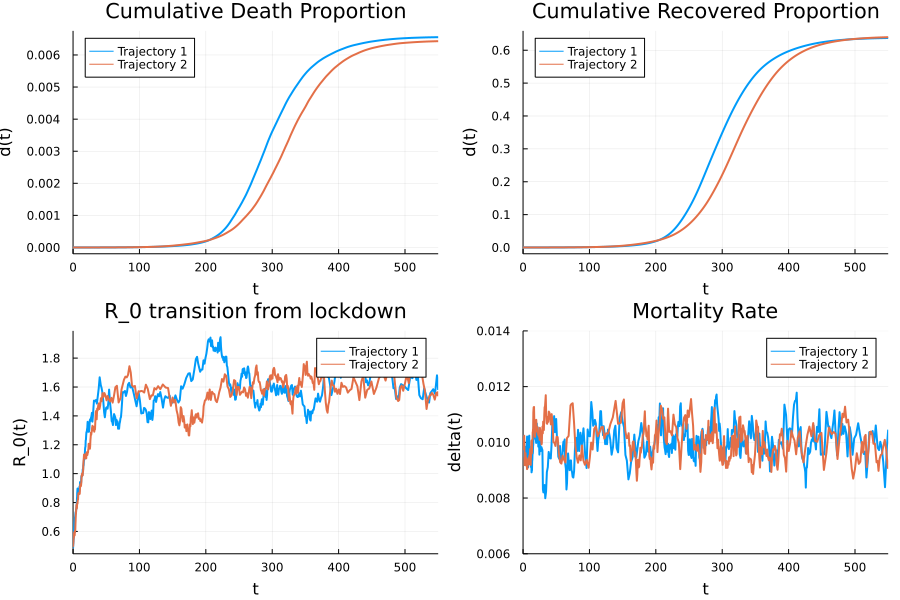 Cumulative Death Proportion
Trajectory 1
Trajectory 2
d(t)
0.006
0.005
0.004
0.003
0.002
0.001
0.000
0 100 200 300 400 500
t
Cumulative Recovered Proportion
Trajectory 1
Trajectory 2
d(t)
0.6
0.5
0.4
0.3
0.2
0.1
0.0
0 100 200 300 400 500
t
R_0 transition from lockdown
Trajectory 1
Trajectory 2
R_0(t)
1.8
1.6
1.4
1.2
1.0
0.8
0.6
0 100 200 300 400 500
t
Mortality Rate
Trajectory 1
Trajectory 2
delta(t)
0.014
0.012
0.010
0.008
0.006
0 100 200 300 400 500
t